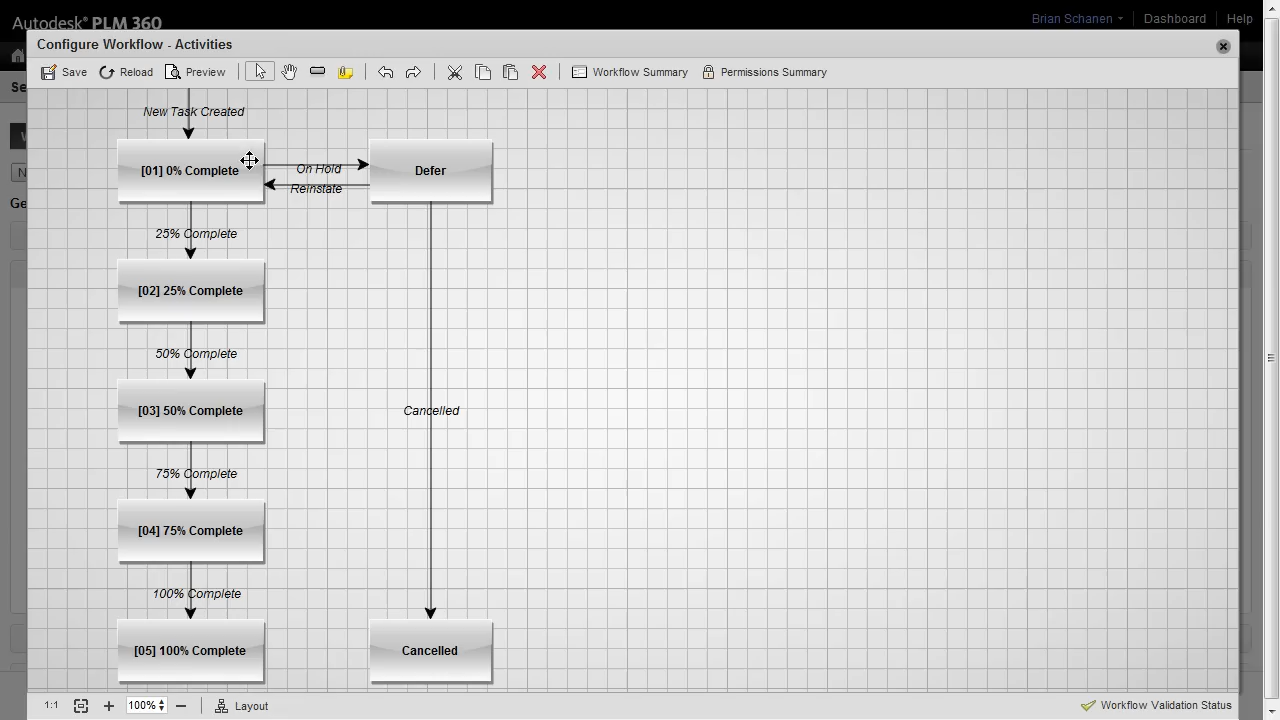 Autodesk® PLM 360
Brian Schanen
Dashboard
Help
Configure Workflow - Activities
Save
Reload
Preview
Workflow Summary
Permissions Summary
Se
Ge
New Task Created
[01] 0% Complete
On Hold
Reinstate
Defer
25% Complete
[02] 25% Complete
50% Complete
[03] 50% Complete
Cancelled
75% Complete
[04] 75% Complete
100% Complete
[05] 100% Complete
Cancelled
1:1
100%
Layout
Workflow Validation Status